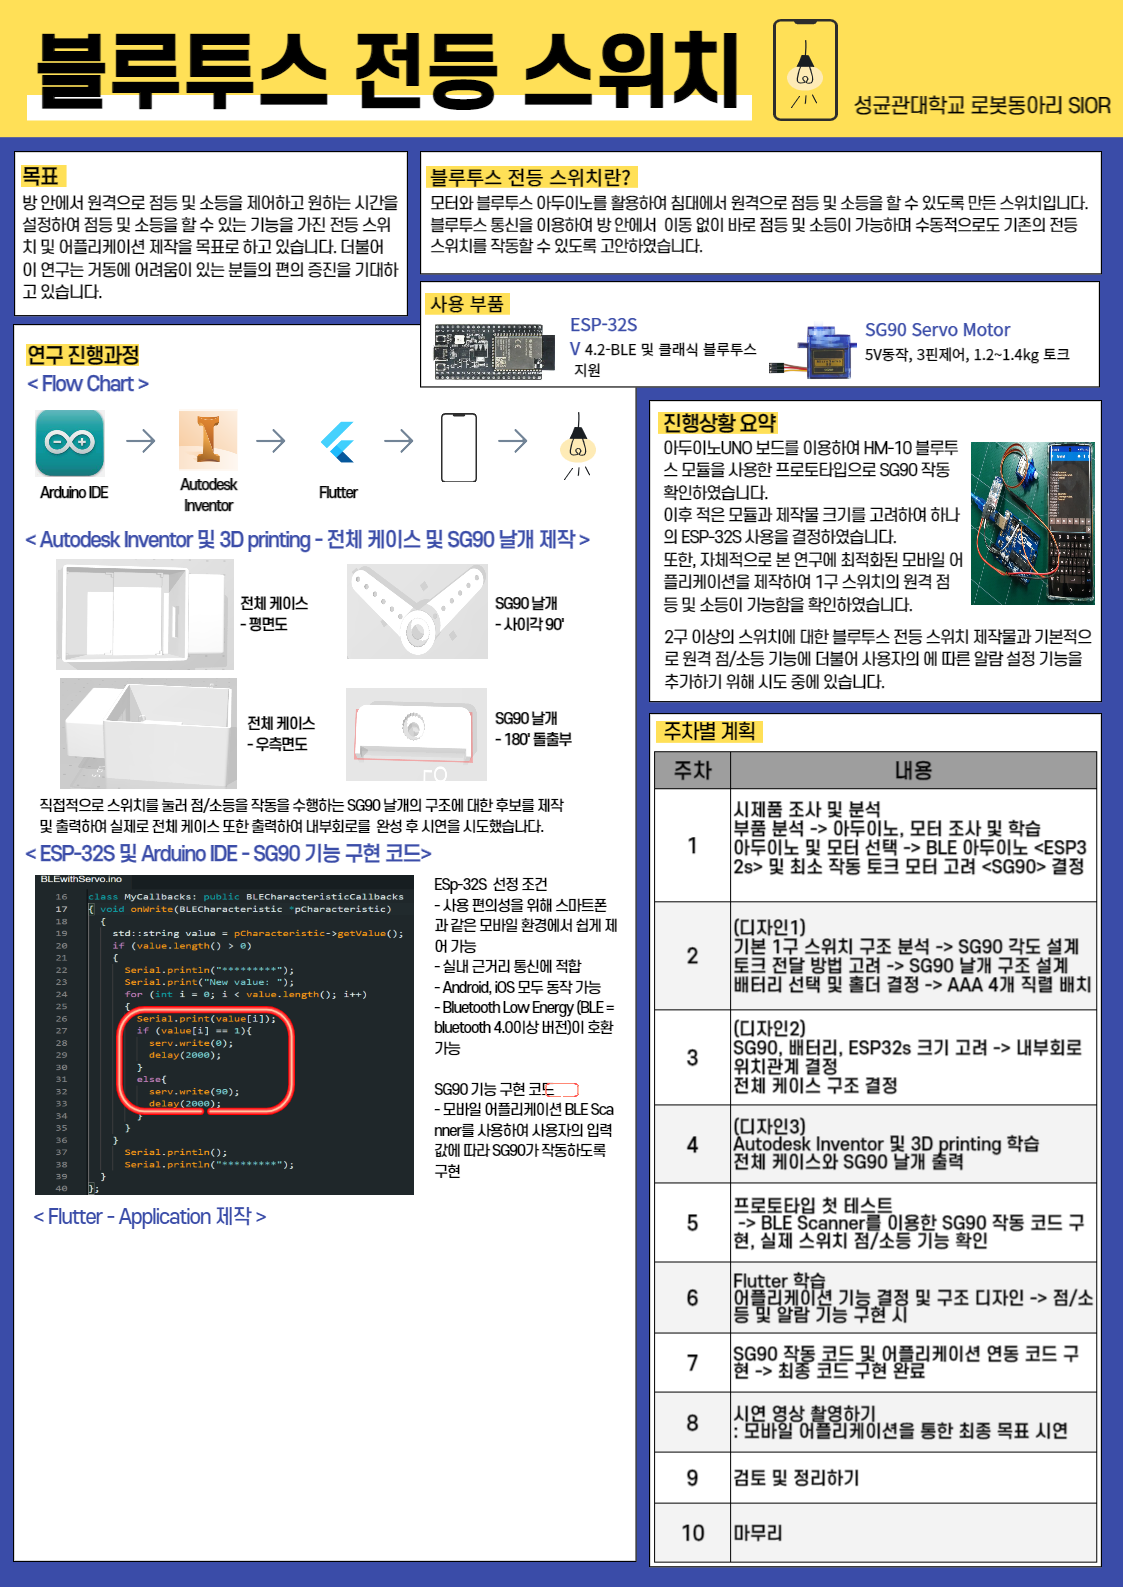 블루투스 전등 스위치
성균관대학교 로봇동아리 SIOR
목표
방 안에서 원격으로 점등 및 소등을 제어하고 원하는 시간을
설정하여 점등 및 소등을 할 수 있는 기능을 가진 전등 스위
치 및 어플리케이션 제작을 목표로 하고 있습니다. 더불어
이 연구는 거동에 어려움이 있는 분들의 편의 증진을 기대하
고 있습니다.
블루투스 전등 스위치란?
모터와 블루투스 아두이노를 활용하여 침대에서 원격으로 점등 및 소등을 할 수 있도록 만든 스위치입니다.
블루투스 통신을 이용하여 방 안에서 이동 없이 바로 점등 및 소등이 가능하며 수동적으로도 기존의 전등
스위치를 작동할 수 있도록 고안하였습니다.
사용 부품
ESP-32S
V 4.2-BLE 및 클래식 블루투스
지원
SG90 Servo Motor
5V동작, 3핀제어, 1.2~1.4kg 토크
연구 진행과정
< Flow Chart >
Arduino IDE
Autodesk
Inventor
Flutter
< Autodesk Inventor 및 3D printing - 전체 케이스 및 SG90 날개 제작 >
전체 케이스
- 평면도
SG90 날개
- 사이각 90'
전체 케이스
- 우측면도
SG90 날개
- 180' 돌출부
직접적으로 스위치를 눌러 점/소등을 작동을 수행하는 SG90 날개의 구조에 대한 후보를 제작
및 출력하여 실제로 전체 케이스 또한 출력하여 내부회로를 완성 후 시연을 시도했습니다.
< ESP-32S 및 Arduino IDE - SG90 기능 구현 코드>
BLEwithServo.ino
16 class MyCallbacks: public BLECharacteristicCallbacks
17 { void onWrite(BLECharacteristic *pCharacteristic)
18 {
19 std::string value = pCharacteristic->getValue();
20 if (value.length() > 0)
21 {
22 Serial.println("*********");
23 Serial.print("New value: ");
24 for (int i = 0; i < value.length(); i++)
25 {
26 Serial.print(value[i]);
27 if (value[i] == 1){
28 serv.write(0);
29 delay(2000);
30 }
31 else{
32 serv.write(90);
33 delay(2000);
34 }
35 }
36 }
37 Serial.println();
38 Serial.println("*********");
39 }
40 };
ESp-32S 선정 조건
- 사용 편의성을 위해 스마트폰
과 같은 모바일 환경에서 쉽게 제
어 가능
- 실내 근거리 통신에 적합
- Android, iOS 모두 동작 가능
- Bluetooth Low Energy (BLE =
bluetooth 4.0이상 버전)이 호환
가능
SG90 기능 구현 코드
- 모바일 어플리케이션 BLE Sca
nner를 사용하여 사용자의 입력
값에 따라 SG90가 작동하도록
구현
< Flutter - Application 제작 >
진행상황 요약
아두이노UNO 보드를 이용하여 HM-10 블루투
스 모듈을 사용한 프로토타입으로 SG90 작동
확인하였습니다.
이후 적은 모듈과 제작물 크기를 고려하여 하나
의 ESP-32S 사용을 결정하였습니다.
또한, 자체적으로 본 연구에 최적화된 모바일 어
플리케이션을 제작하여 1구 스위치의 원격 점
등 및 소등이 가능함을 확인하였습니다.
2구 이상의 스위치에 대한 블루투스 전등 스위치 제작물과 기본적으
로 원격 점/소등 기능에 더불어 사용자의 에 따른 알람 설정 기능을
추가하기 위해 시도 중에 있습니다.
주차별 계획
주차 내용
1
시제품 조사 및 분석
부품 분석 -> 아두이노, 모터 조사 및 학습
아두이노 및 모터 선택 -> BLE 아두이노 <ESP3
2s> 및 최소 작동 토크 모터 고려 <SG90> 결정
2
(디자인1)
기본 1구 스위치 구조 분석 -> SG90 각도 설계
토크 전달 방법 고려 -> SG90 날개 구조 설계
배터리 선택 및 홀더 결정 -> AAA 4개 직렬 배치
3
(디자인2)
SG90, 배터리, ESP32s 크기 고려 -> 내부회로
위치관계 결정
전체 케이스 구조 결정
4
(디자인3)
Autodesk Inventor 및 3D printing 학습
전체 케이스와 SG90 날개 출력
5
프로토타입 첫 테스트
-> BLE Scanner를 이용한 SG90 작동 코드 구
현, 실제 스위치 점/소등 기능 확인
6
Flutter 학습
어플리케이션 기능 결정 및 구조 디자인 -> 점/소
등 및 알람 기능 구현 시
7
SG90 작동 코드 및 어플리케이션 연동 코드 구
현 -> 최종 코드 구현 완료
8
시연 영상 촬영하기
: 모바일 어플리케이션을 통한 최종 목표 시연
9 검토 및 정리하기
10 마무리